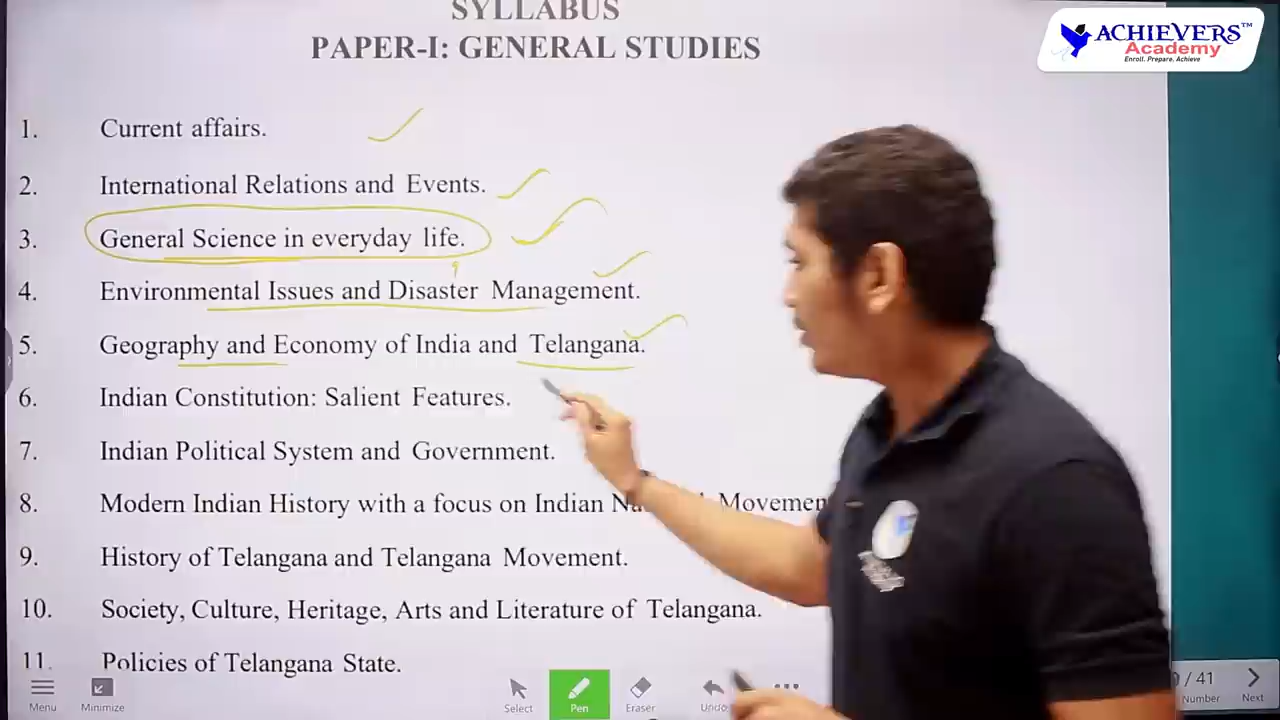 SYLLABUS
PAPER-I: GENERAL STUDIES
ACHIEVERS™
Academy
Enroll. Prepare. Achieve
1. Current affairs.
2. International Relations and Events.
3. General Science in everyday life.
4. Environmental Issues and Disaster Management.
5. Geography and Economy of India and Telangana.
6. Indian Constitution: Salient Features.
7. Indian Political System and Government.
8. Modern Indian History with a focus on Indian
9. History of Telangana and Telangana Movement.
10. Society, Culture, Heritage, Arts and Literature of Telangana.
11. Policies of Telangana State.
Menu Minimize Select Pen Eraser Undo
/ 41
Number Next